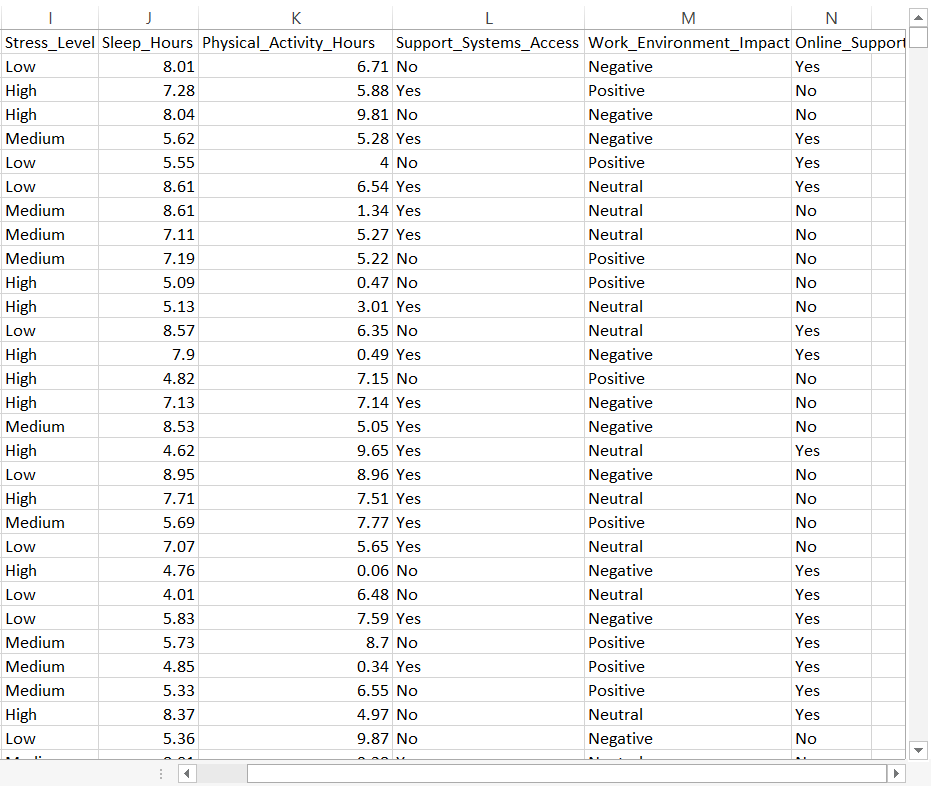 I J K L M N
Stress_Level Sleep_Hours Physical_Activity_Hours Support_Systems_Access Work_Environment_Impact Online_Support
Low 8.01 6.71 No Negative Yes
High 7.28 5.88 Yes Positive No
High 8.04 9.81 No Negative No
Medium 5.62 5.28 Yes Negative Yes
Low 5.55 4 No Positive Yes
Low 8.61 6.54 Yes Neutral Yes
Medium 8.61 1.34 Yes Neutral No
Medium 7.11 5.27 Yes Neutral No
Medium 7.19 5.22 No Positive No
High 5.09 0.47 No Positive No
High 5.13 3.01 Yes Neutral No
Low 8.57 6.35 No Neutral Yes
High 7.9 0.49 Yes Negative Yes
High 4.82 7.15 No Positive No
High 7.13 7.14 Yes Negative No
Medium 8.53 5.05 Yes Negative No
High 4.62 9.65 Yes Neutral Yes
Low 8.95 8.96 Yes Negative No
High 7.71 7.51 Yes Neutral No
Medium 5.69 7.77 Yes Positive No
Low 7.07 5.65 Yes Neutral No
High 4.76 0.06 No Negative Yes
Low 4.01 6.48 No Neutral Yes
Low 5.83 7.59 Yes Negative Yes
Medium 5.73 8.7 No Positive Yes
Medium 4.85 0.34 Yes Positive Yes
Medium 5.33 6.55 No Positive Yes
High 8.37 4.97 No Neutral Yes
Low 5.36 9.87 No Negative No